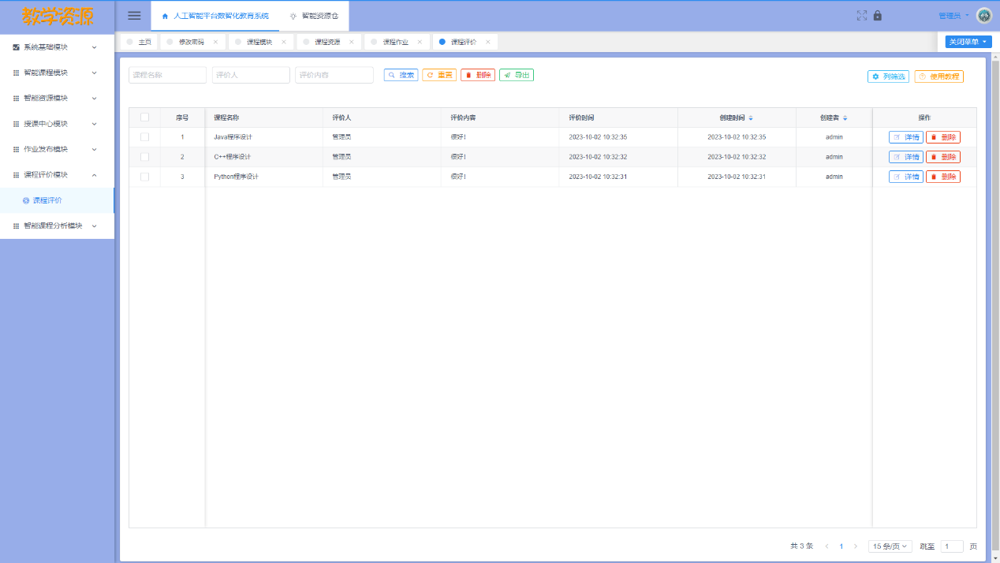 教学资源
人工智能平台数智化教育系统
智能资源仓
管理员
系统基础模块
智能课程模块
智能资源模块
授课中心模块
作业发布模块
课程评价模块
课程评价
智能课程分析模块
主页
修改密码
课程模块
课程资源
课程作业
课程评价
关闭菜单
课程名称
评价人
评价内容
搜索
重置
删除
导出
列筛选
使用教程
序号 课程名称 评价人 评价内容 评价时间 创建时间 创建者 操作
1 Java程序设计 管理员 很好! 2023-10-02 10:32:35 2023-10-02 10:32:35 admin 详情 删除
2 C++程序设计 管理员 很好! 2023-10-02 10:32:32 2023-10-02 10:32:32 admin 详情 删除
3 Python程序设计 管理员 很好! 2023-10-02 10:32:31 2023-10-02 10:32:31 admin 详情 删除
共 3 条 1 15 条/页 跳至 1 页